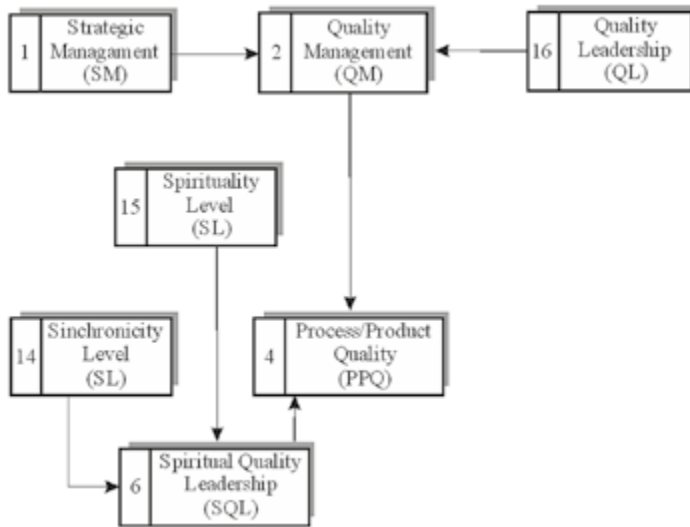 1
Strategic
Managament
(SM)
2
Quality
Management
(QM)
16
Quality
Leadership
(QL)
15
Spirituality
Level
(SL)
14
Sinchronicity
Level
(SL)
4
Process/Product
Quality
(PPQ)
6
Spiritual Quality
Leadership
(SQL)